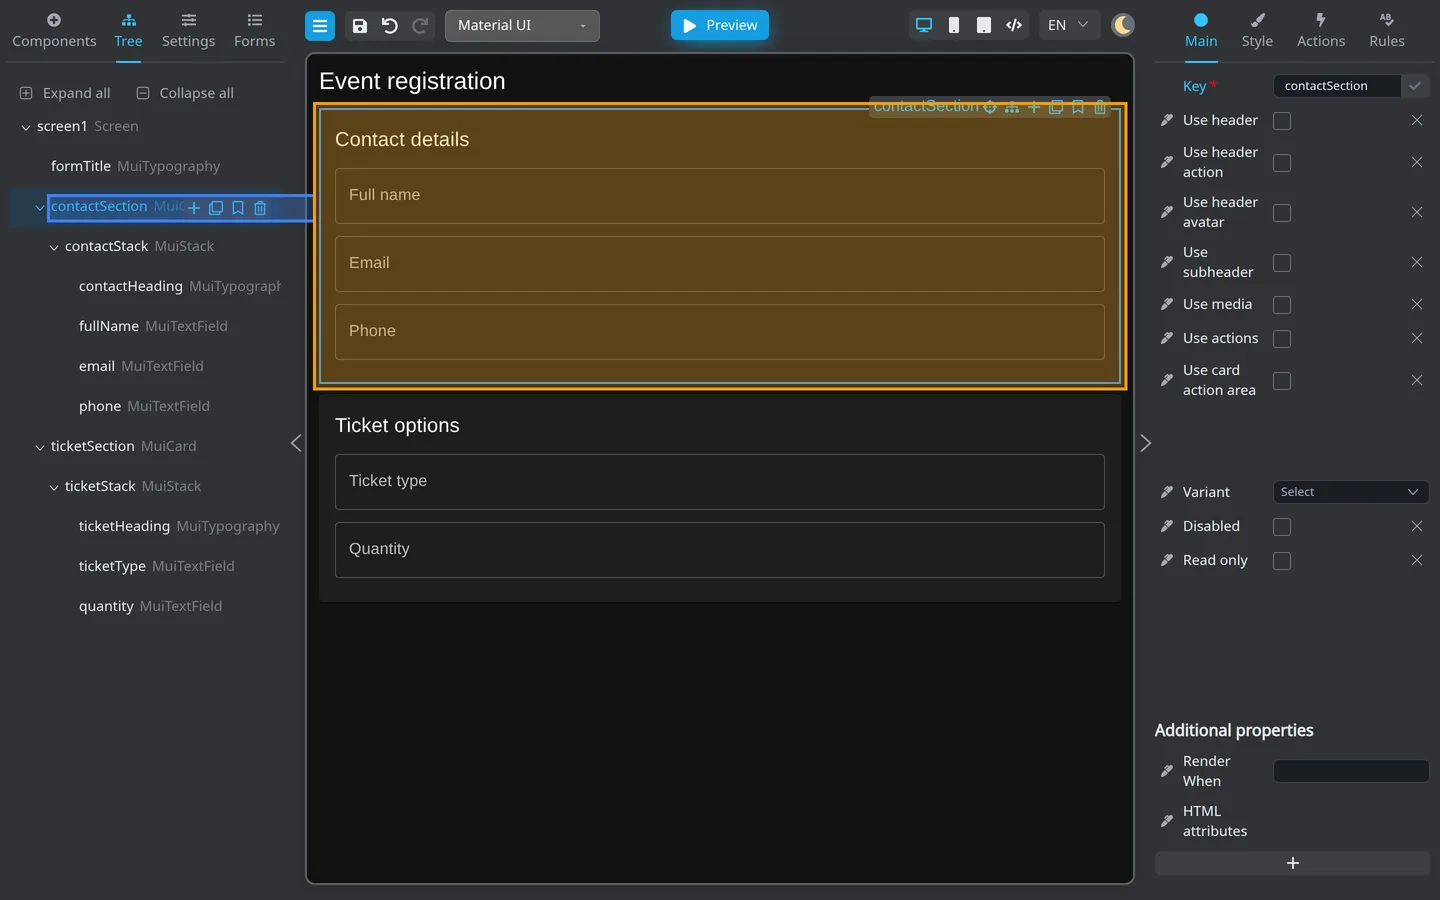 Components
Tree
Settings
Forms
Material UI
Preview
EN
Main
Style
Actions
Rules
Expand all
Collapse all
screen1 Screen
formTitle MuiTypography
contactSection
contactStack MuiStack
contactHeading MuiTypograph
fullName MuiTextField
email MuiTextField
phone MuiTextField
ticketSection MuiCard
ticketStack MuiStack
ticketHeading MuiTypography
ticketType MuiTextField
quantity MuiTextField
Event registration
contactSection
Contact details
Full name
Email
Phone
Ticket options
Ticket type
Quantity
Key * contactSection
Use header
Use header
action
Use header
avatar
Use
subheader
Use media
Use actions
Use card
action area
Variant Select
Disabled
Read only
Additional properties
Render
When
HTML
attributes